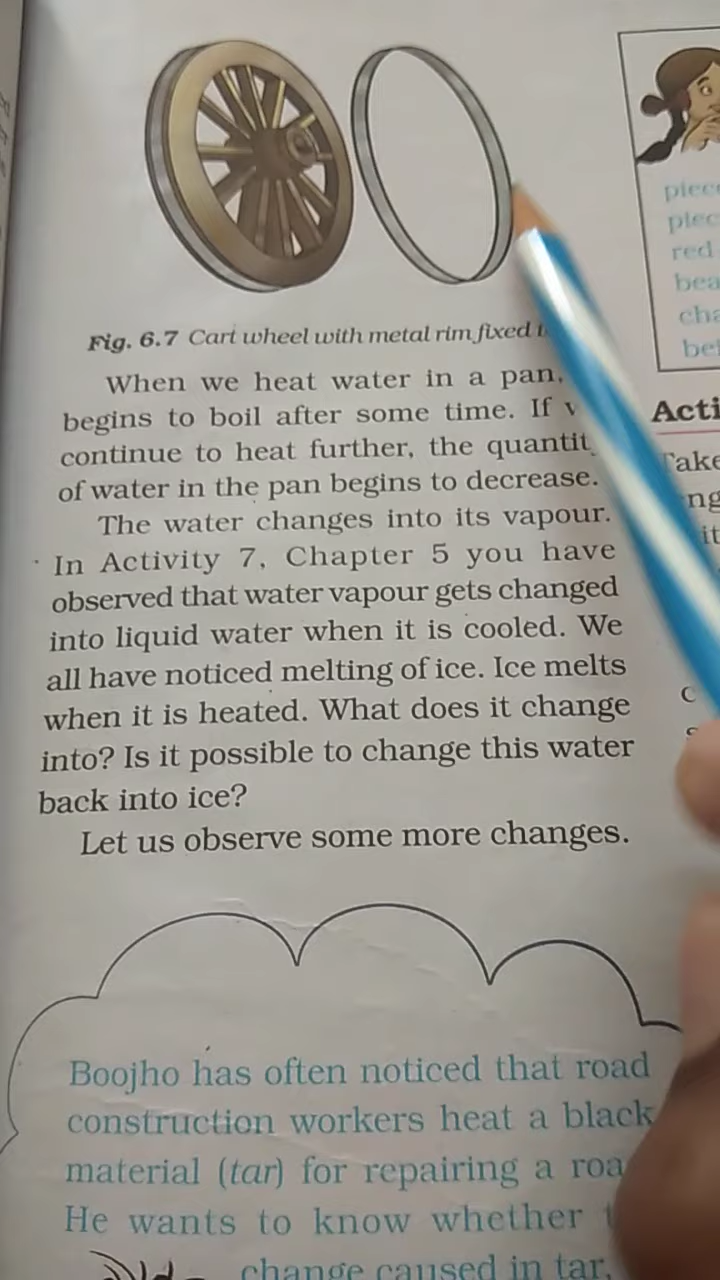 Fig. 6.7 Cart wheel with metal rim fixed
When we heat water in a pan,
begins to boil after some time. If
continue to heat further, the
of water in the pan begins to decrease.
The water changes into its vapour.
In Activity 7, Chapter 5 you have
observed that water vapour gets changed
into liquid water when it is cooled. We
all have noticed melting of ice. Ice melts
when it is heated. What does it change
into? Is it possible to change this water
back into ice?
Let us observe some more changes.
Boojho has often noticed that road
construction workers heat a black
material (tar) for repairing a
He wants to know whether
change caused in tar,
red